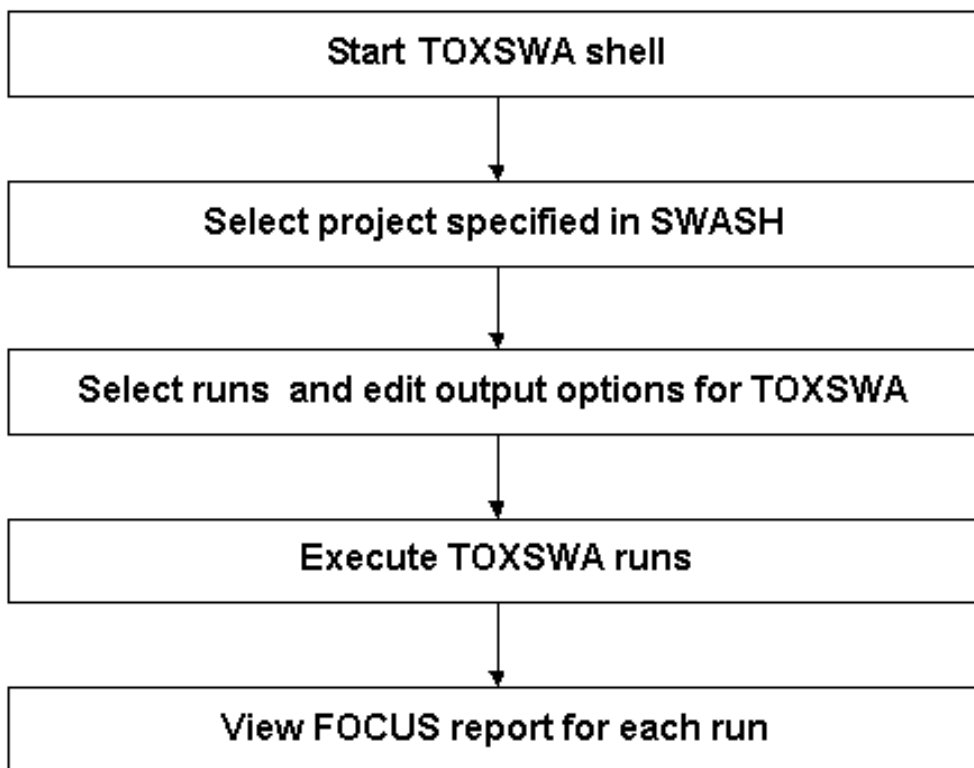 Start TOXSWA shell
Select project specified in SWASH
Select runs and edit output options for TOXSWA
Execute TOXSWA runs
View FOCUS report for each run